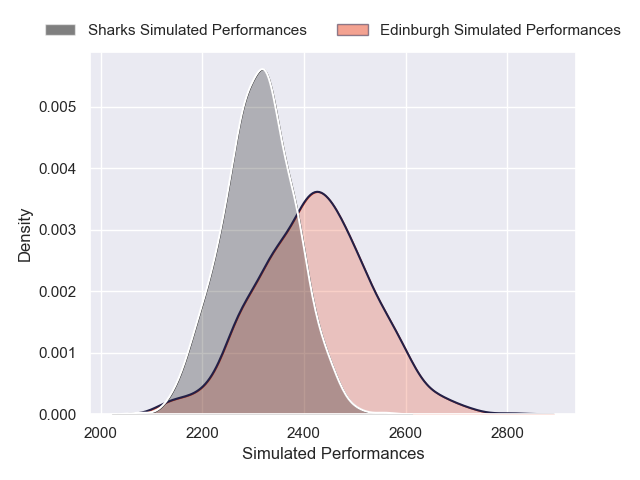 Sharks Simulated Performances
Edinburgh Simulated Performances
Density
0.005
0.004
0.003
0.002
0.001
0.000
2000 2200 2400 2600 2800
Simulated Performances